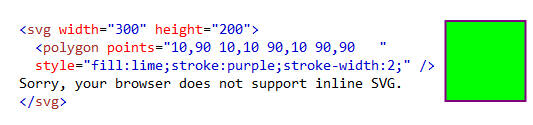 <svg width="300" height="200">
  <polygon points="10,90 10,10 90,10 90,90   "
  style="fill:lime;stroke:purple;stroke-width:2;" />
Sorry, your browser does not support inline SVG.
</svg>